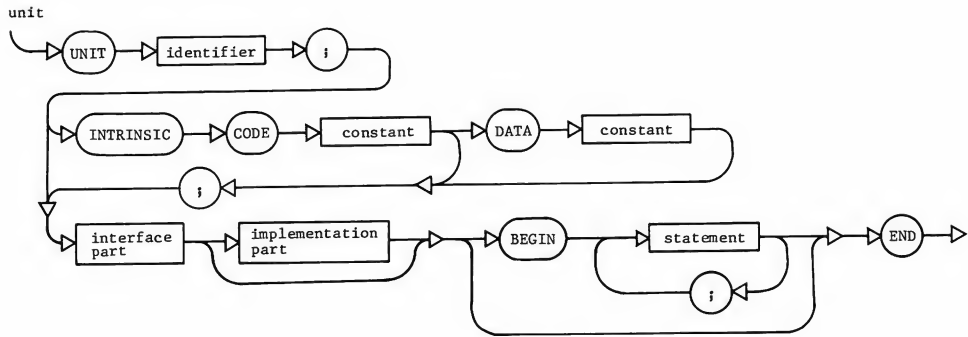 unit
UNIT identifier ;
INTRINSIC CODE constant DATA constant
;
interface part implementation part BEGIN statement END
;